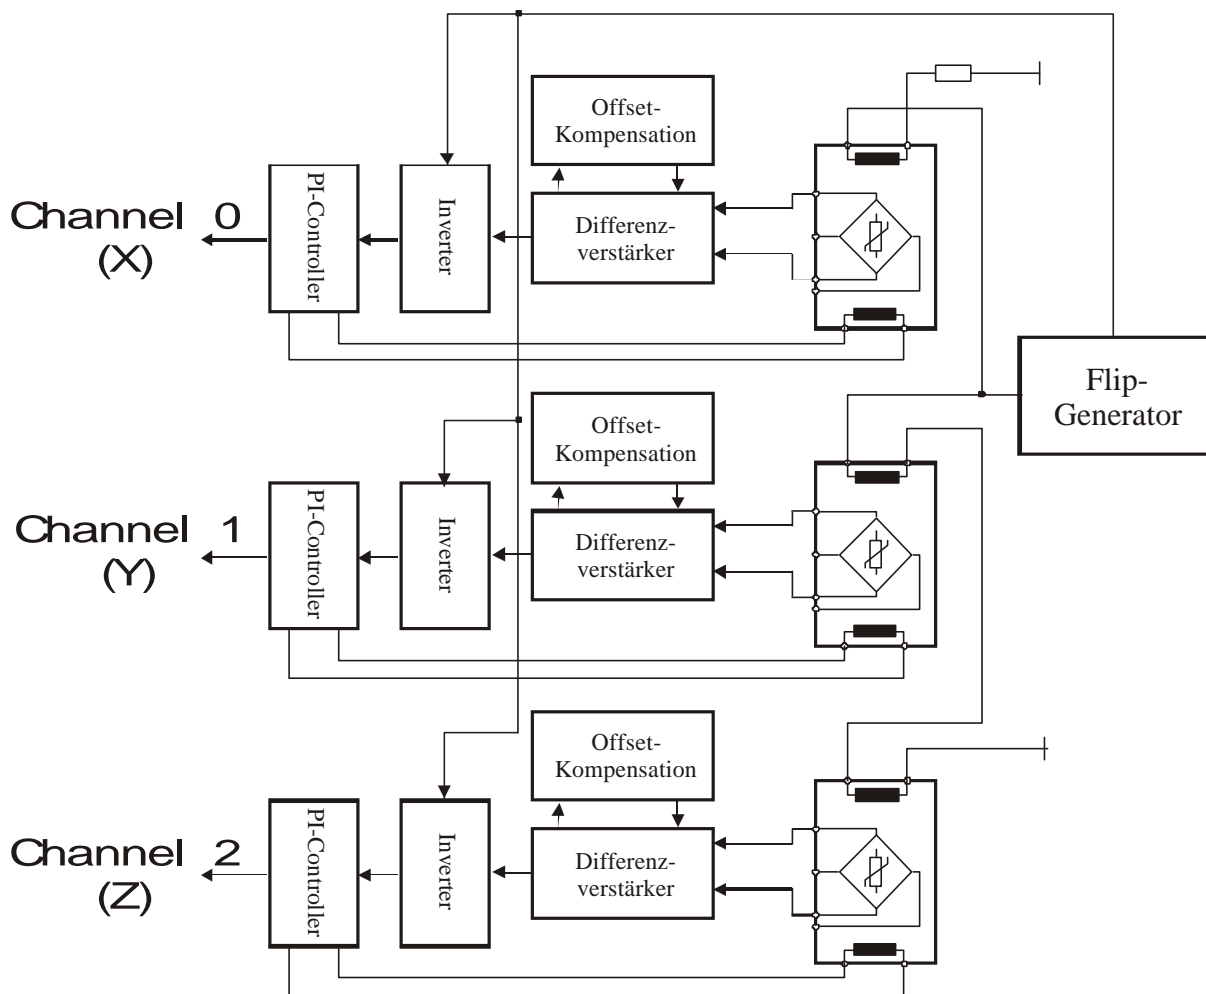 Offset-
Kompensation
Channel 0
(X)
PI-Controller
Inverter
Differenz-
verstärker
Flip-
Generator
Offset-
Kompensation
Channel 1
(Y)
PI-Controller
Inverter
Differenz-
verstärker
Offset-
Kompensation
Channel 2
(Z)
PI-Controller
Inverter
Differenz-
verstärker